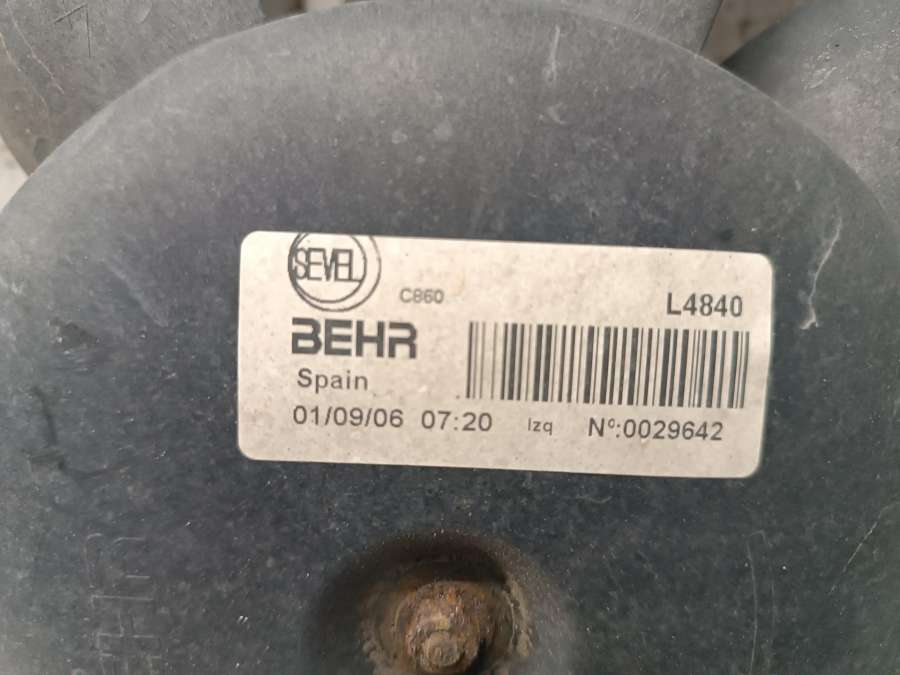 SEVEL
C860
L4840
BEHR
Spain
01/09/06 07:20 Izq Nº:0029642